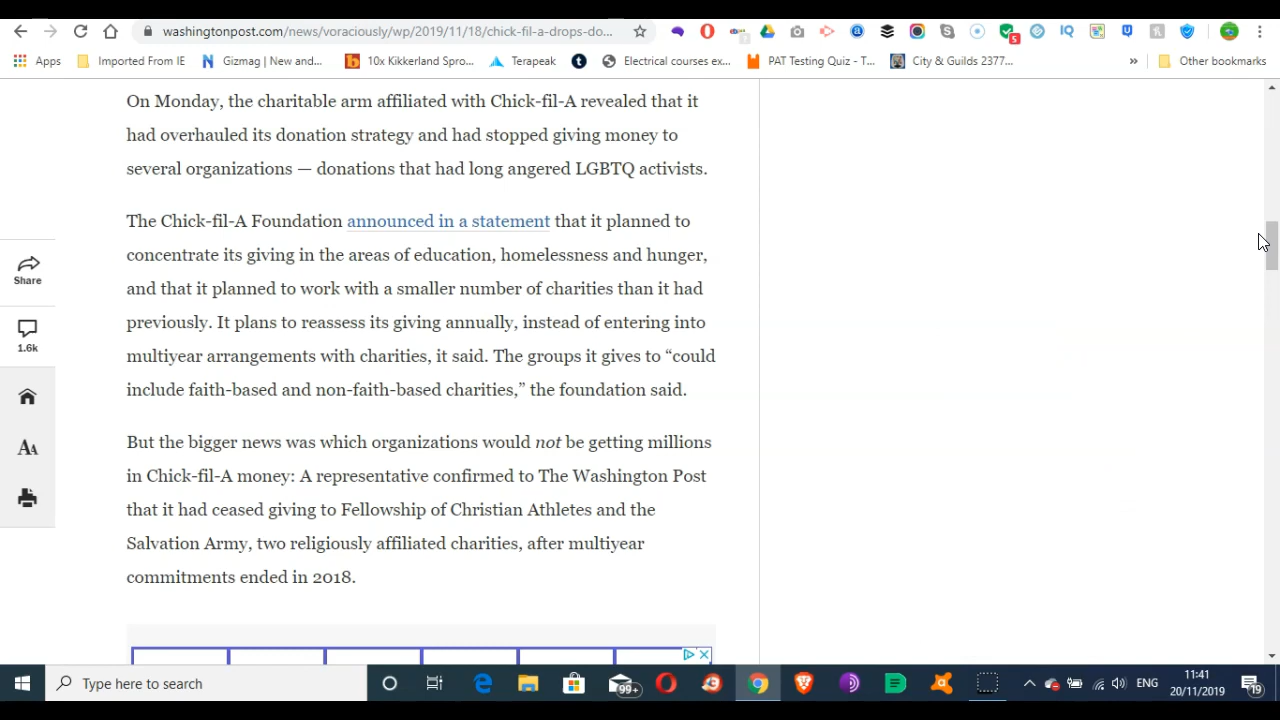 washingtonpost.com/news/voraciously/wp/2019/11/18/chick-fil-a-drops-do...
5
IQ
Apps
Imported From IE
Gizmag | New and...
10x Kikkerland Spro...
Terapeak
Electrical courses ex...
PAT Testing Quiz - T...
City & Guilds 2377...
»
Other bookmarks
On Monday, the charitable arm affiliated with Chick-fil-A revealed that it
had overhauled its donation strategy and had stopped giving money to
several organizations — donations that had long angered LGBTQ activists.
The Chick-fil-A Foundation announced in a statement that it planned to
concentrate its giving in the areas of education, homelessness and hunger,
and that it planned to work with a smaller number of charities than it had
previously. It plans to reassess its giving annually, instead of entering into
multiyear arrangements with charities, it said. The groups it gives to “could
include faith-based and non-faith-based charities,” the foundation said.
But the bigger news was which organizations would not be getting millions
in Chick-fil-A money: A representative confirmed to The Washington Post
that it had ceased giving to Fellowship of Christian Athletes and the
Salvation Army, two religiously affiliated charities, after multiyear
commitments ended in 2018.
Share
1.6k
AA
Type here to search
99+
ENG
11:41
20/11/2019
19